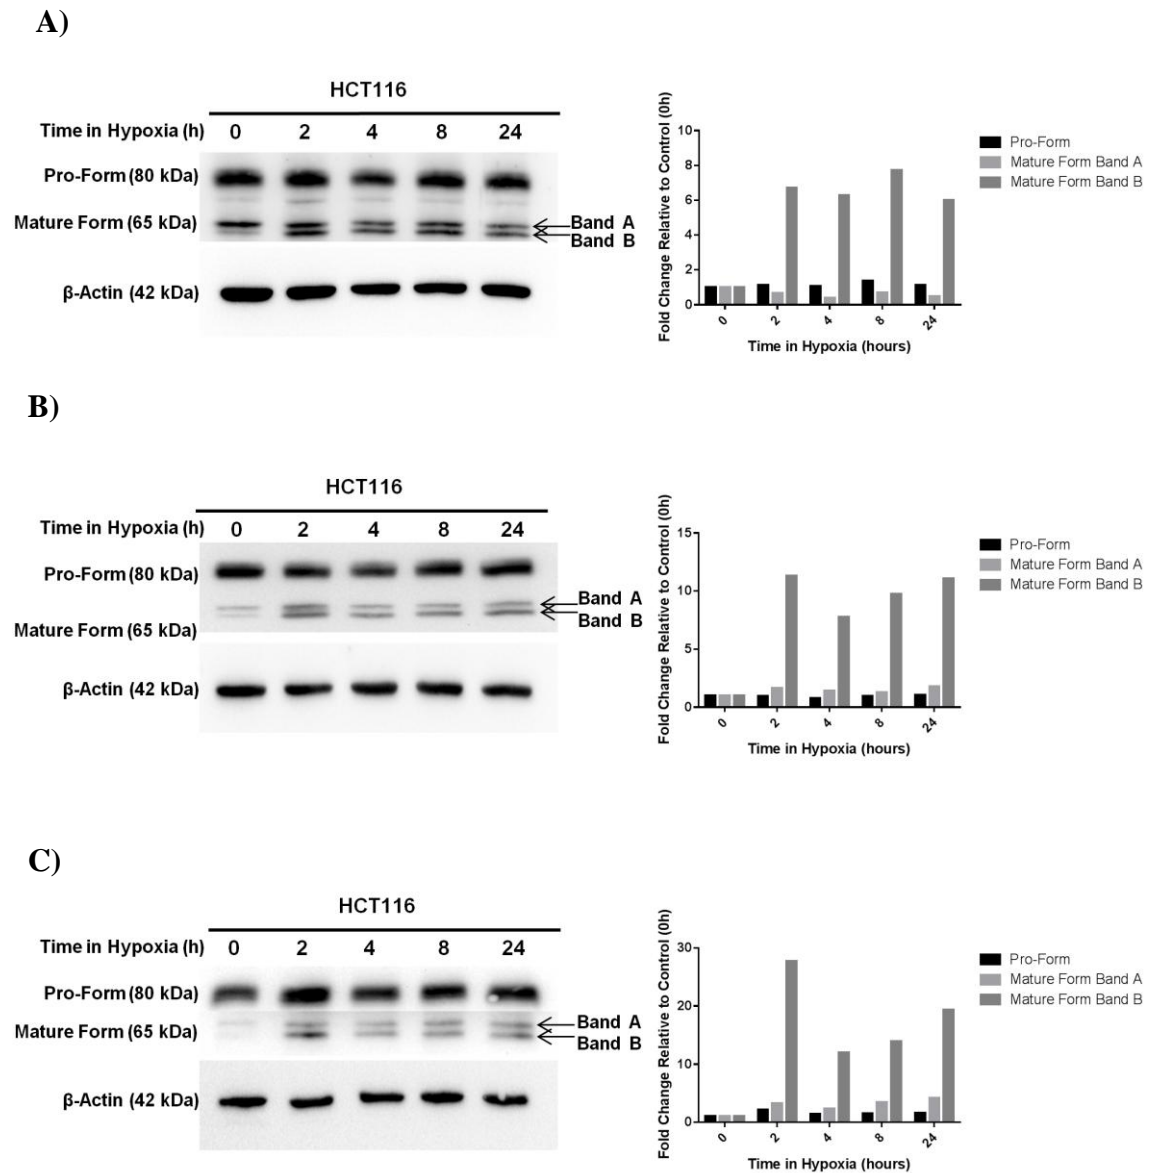 A)
HCT116
Time in Hypoxia (h) 0 2 4 8 24
Pro-Form (80 kDa)
Mature Form (65 kDa)
Band A
Band B
β-Actin (42 kDa)
Fold Change Relative to Control (0h)
10
8
6
4
2
0
0 2 4 8 24
Time in Hypoxia (hours)
Pro-Form
Mature Form Band A
Mature Form Band B
B)
HCT116
Time in Hypoxia (h) 0 2 4 8 24
Pro-Form (80 kDa)
Band A
Band B
Mature Form (65 kDa)
β-Actin (42 kDa)
Fold Change Relative to Control (0h)
15
10
5
0
0 2 4 8 24
Time in Hypoxia (hours)
Pro-Form
Mature Form Band A
Mature Form Band B
C)
HCT116
Time in Hypoxia (h) 0 2 4 8 24
Pro-Form (80 kDa)
Mature Form (65 kDa)
Band A
Band B
β-Actin (42 kDa)
Fold Change Relative to Control (0h)
30
20
10
0
0 2 4 8 24
Time in Hypoxia (hours)
Pro-Form
Mature Form Band A
Mature Form Band B